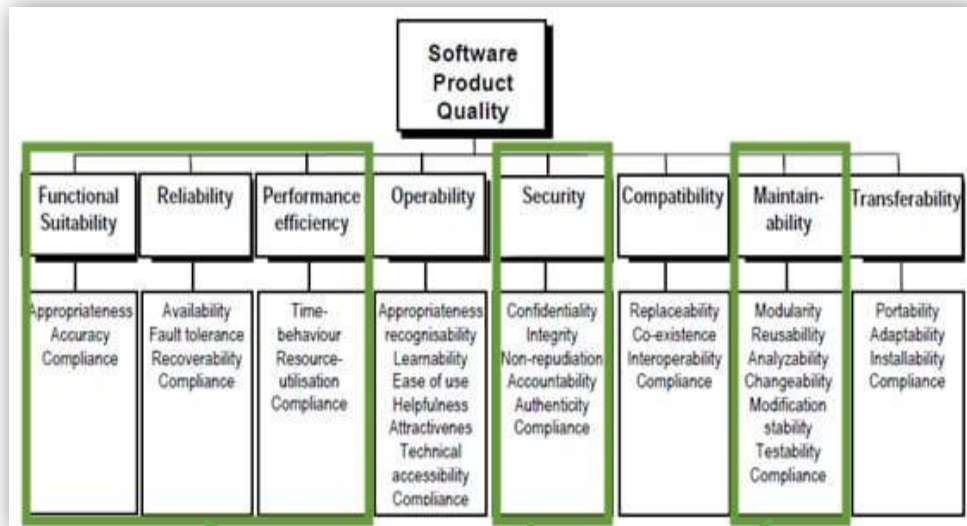 Software
Product
Quality
Functional
Suitability
Reliability
Performance
efficiency
Operability
Security
Compatibility
Maintain-
ability
Transferability
Appropriateness
Accuracy
Compliance
Availability
Fault tolerance
Recoverability
Compliance
Time-
behaviour
Resource-
utilisation
Compliance
Appropriateness
recognisability
Learnability
Ease of use
Helpfulness
Attractivenes
Technical
accessibility
Compliance
Confidentiality
Integrity
Non-repudiation
Accountability
Authenticity
Compliance
Replaceability
Co-existence
Interoperability
Compliance
Modularity
Reusabillity
Analyzability
Changeability
Modification
stability
Testability
Compliance
Portability
Adaptability
Installability
Compliance